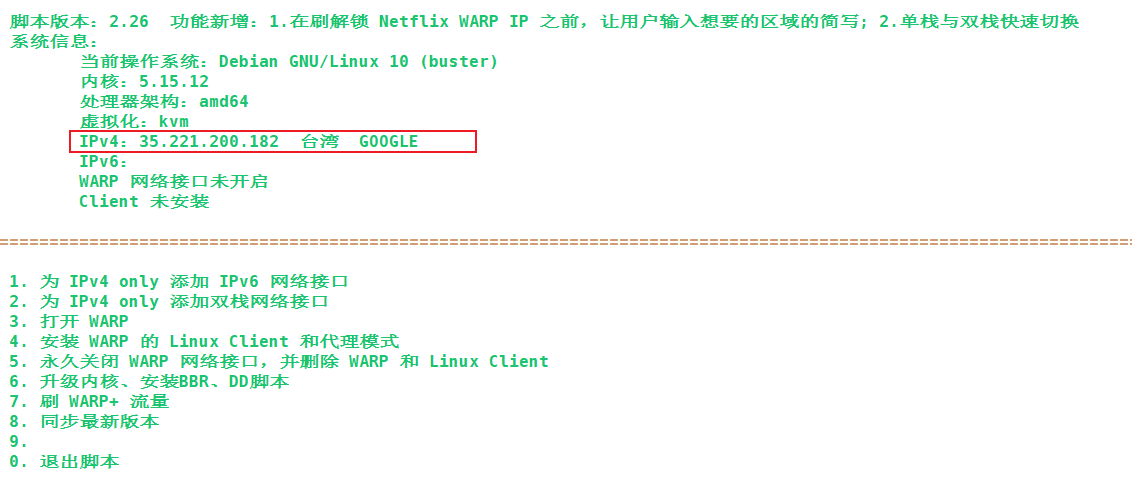 脚本版本：2.26  功能新增：1.在刷解锁 Netflix WARP IP 之前，让用户输入想要的区域的简写; 2.单栈与双栈快速切换
系统信息：
当前操作系统：Debian GNU/Linux 10 (buster)
内核：5.15.12
处理器架构：amd64
虚拟化：kvm
IPv4：35.221.200.182  台湾  GOOGLE
IPv6：
WARP 网络接口未开启
Client 未安装
==================================================================================================================
1. 为 IPv4 only 添加 IPv6 网络接口
2. 为 IPv4 only 添加双栈网络接口
3. 打开 WARP
4. 安装 WARP 的 Linux Client 和代理模式
5. 永久关闭 WARP 网络接口，并删除 WARP 和 Linux Client
6. 升级内核、安装BBR、DD脚本
7. 刷 WARP+ 流量
8. 同步最新版本
9.
0. 退出脚本